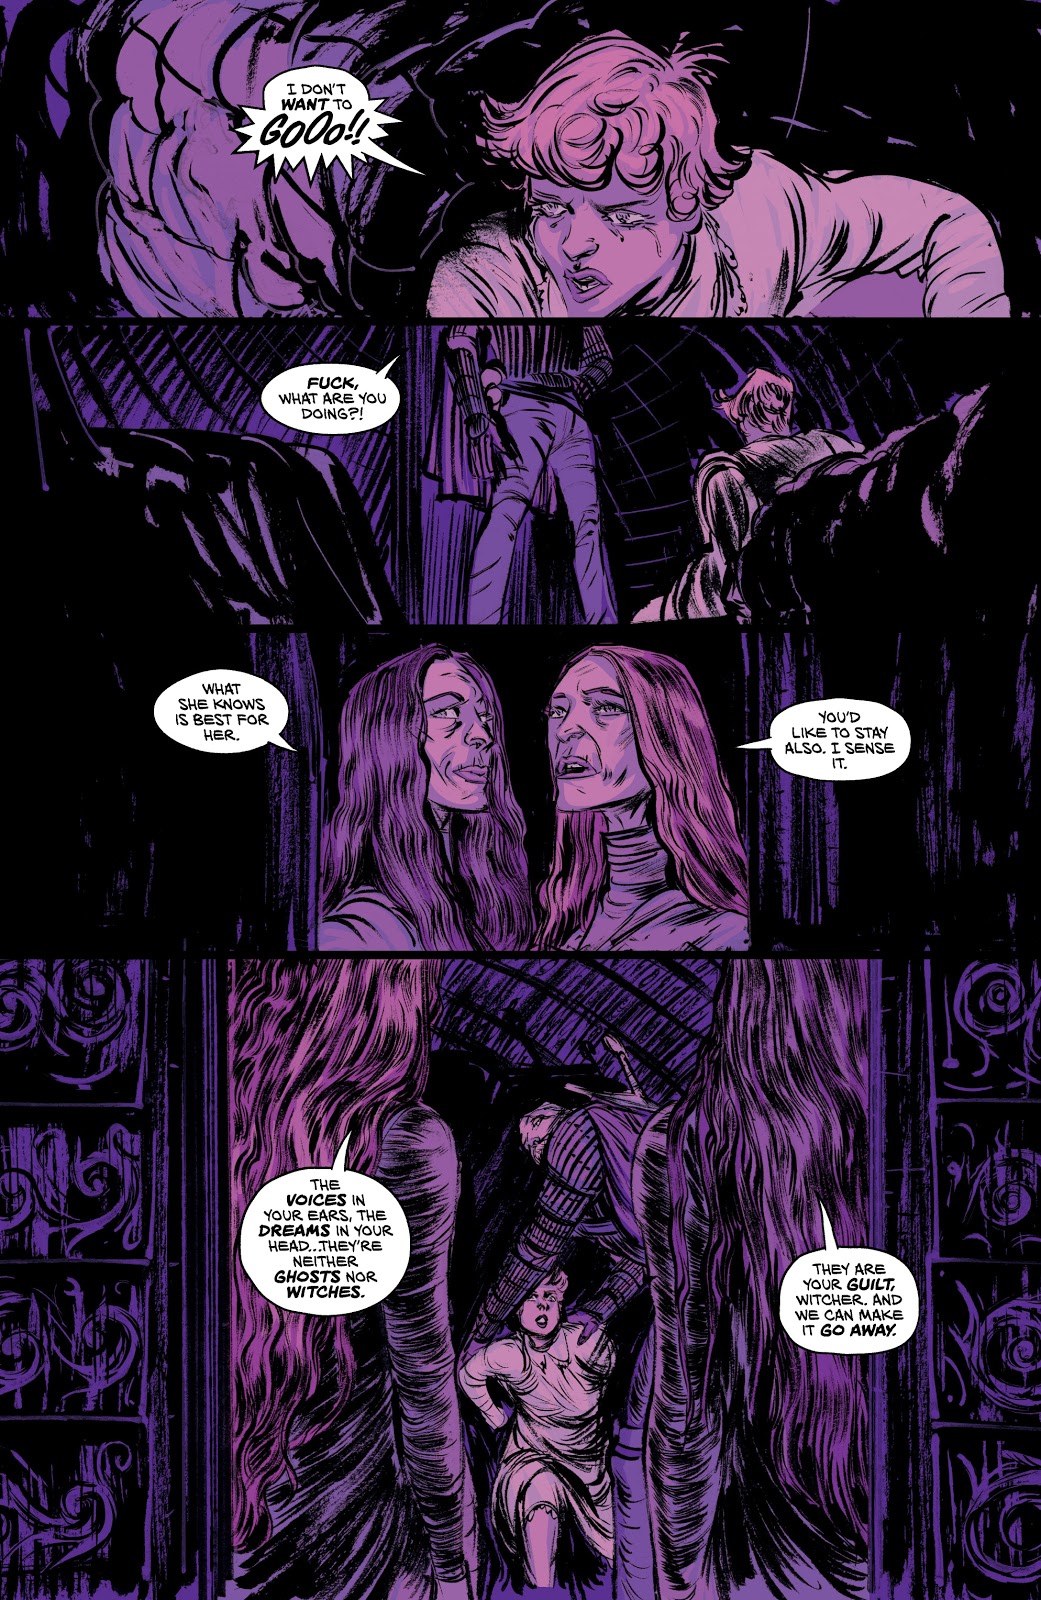 I DON'T
WANT TO
GOOO!!
FUCK,
WHAT ARE YOU
DOING?!
WHAT
SHE KNOWS
IS BEST FOR
HER.
YOU'D
LIKE TO STAY
ALSO. I SENSE
IT.
THE
VOICES IN
YOUR EARS, THE
DREAMS IN YOUR
HEAD...THEY'RE
NEITHER
GHOSTS NOR
WITCHES.
THEY ARE
YOUR GUILT,
WITCHER. AND
WE CAN MAKE
IT GO AWAY.